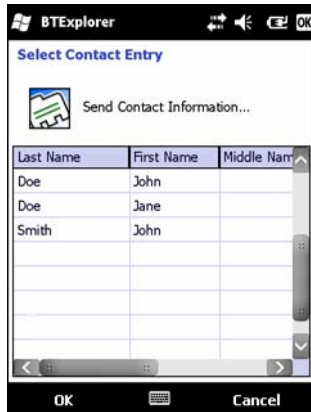 BTExplorer OK
Select Contact Entry
Send Contact Information...
Last Name First Name Middle Nam
Doe John
Doe Jane
Smith John
OK Cancel